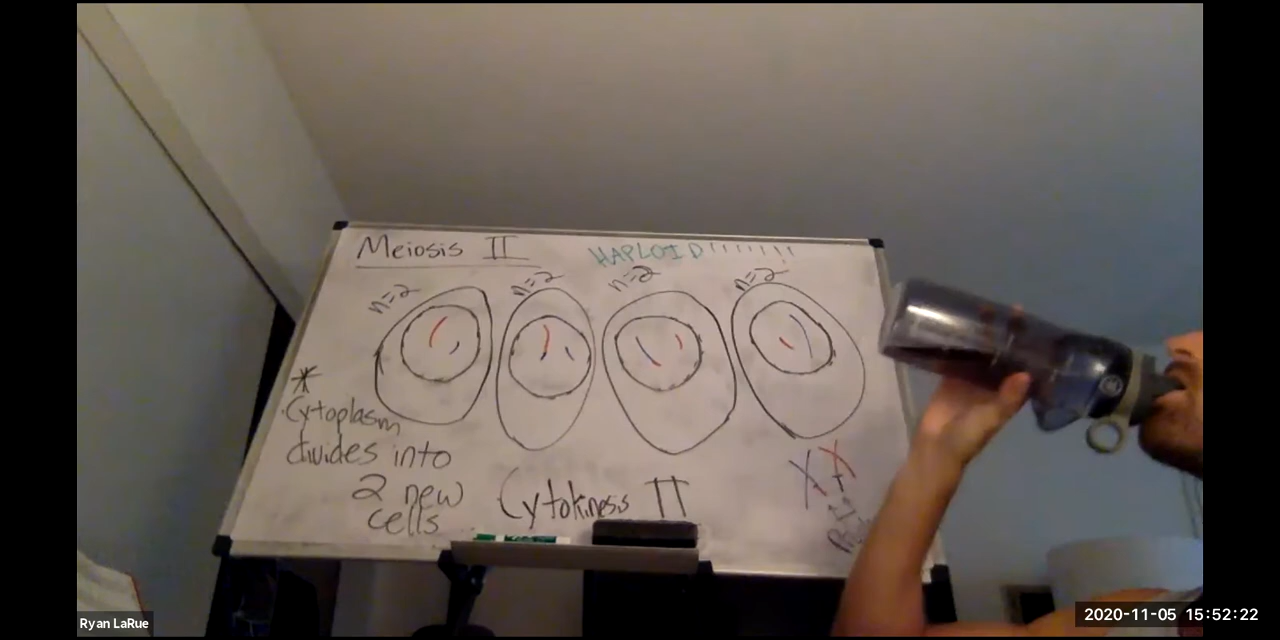 Meiosis II
HAPLOID!!!!!!!
n=2
n=2
n=2
n=2
*
Cytoplasm
divides into
2 new
cells
Cytokinesis II
Ryan LaRue
2020-11-05 15:52:22